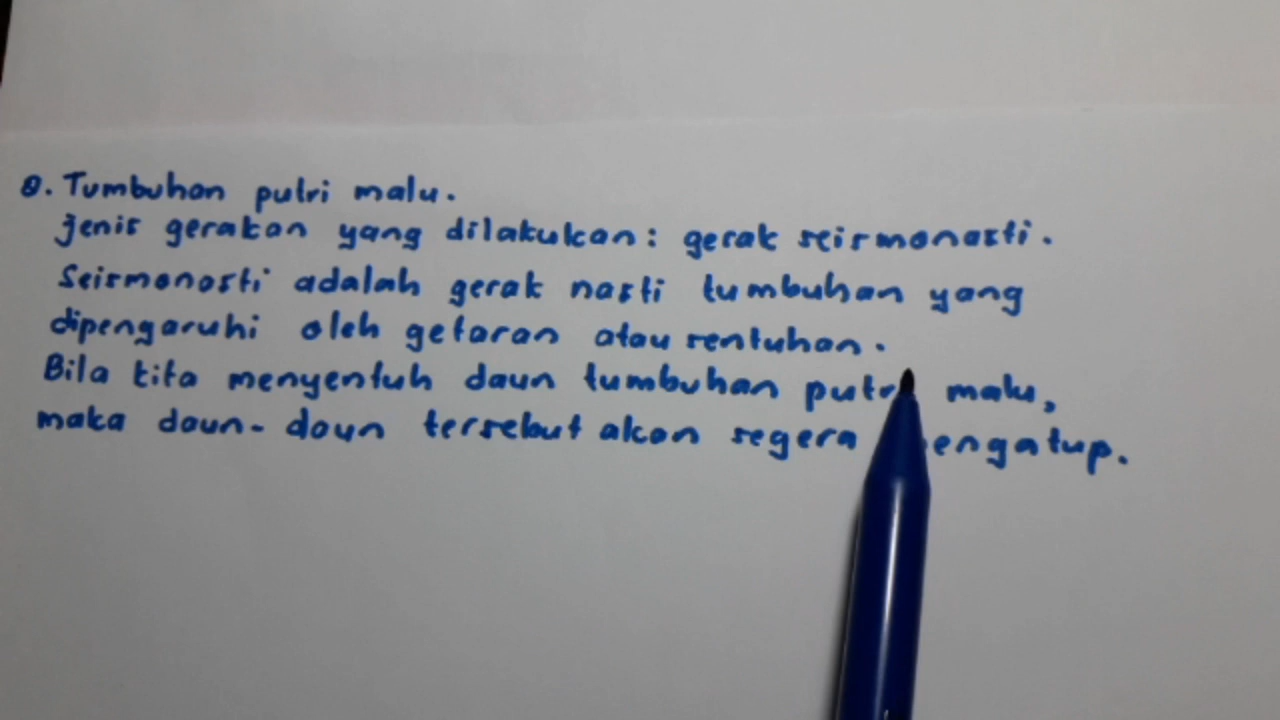 a. Tumbuhan putri malu.
Jenis gerakan yang dilakukan: gerak seismonasti.
Seismonasti adalah gerak nasti tumbuhan yang
dipengaruhi oleh getaran atau sentuhan.
Bila kita menyentuh daun tumbuhan putri malu,
maka daun-daun tersebut akan segera mengatup.